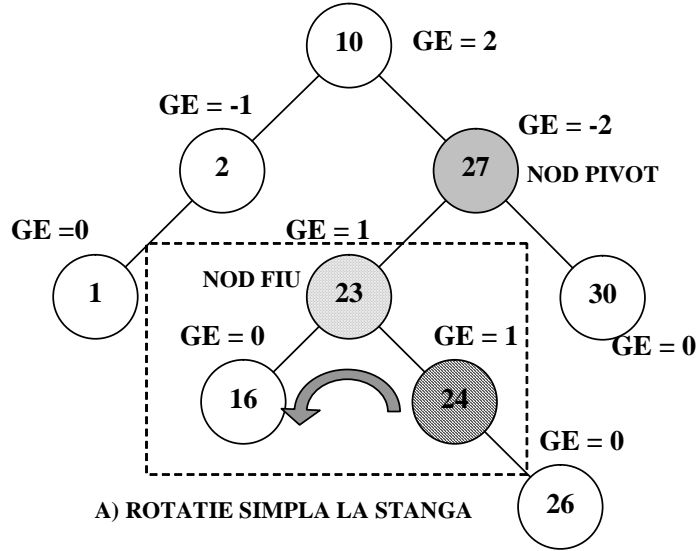 10
GE = 2
GE = -1
GE = -2
2
27
NOD PIVOT
GE =0
GE = 1
NOD FIU
1
23
30
GE = 0
GE = 1
GE = 0
16
24
GE = 0
26
A) ROTATIE SIMPLA LA STANGA